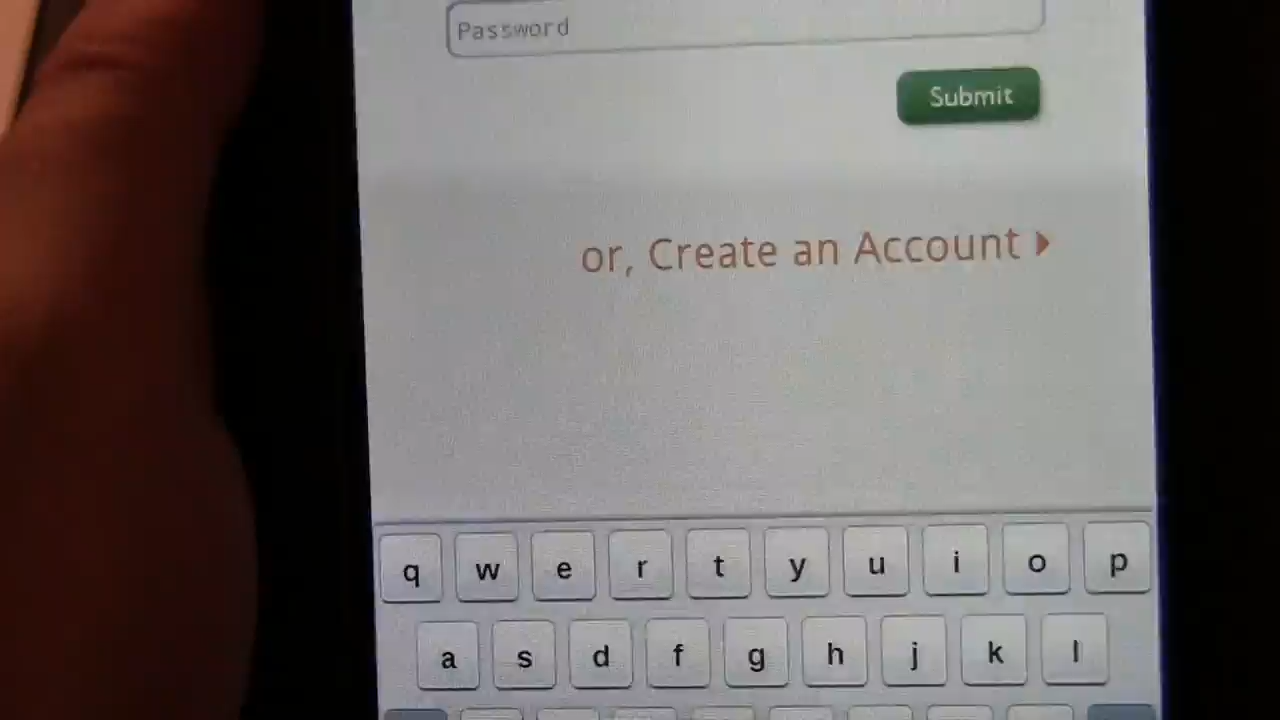 Password
Submit
or, Create an Account
q w e r t y u i o p
a s d f g h j k l